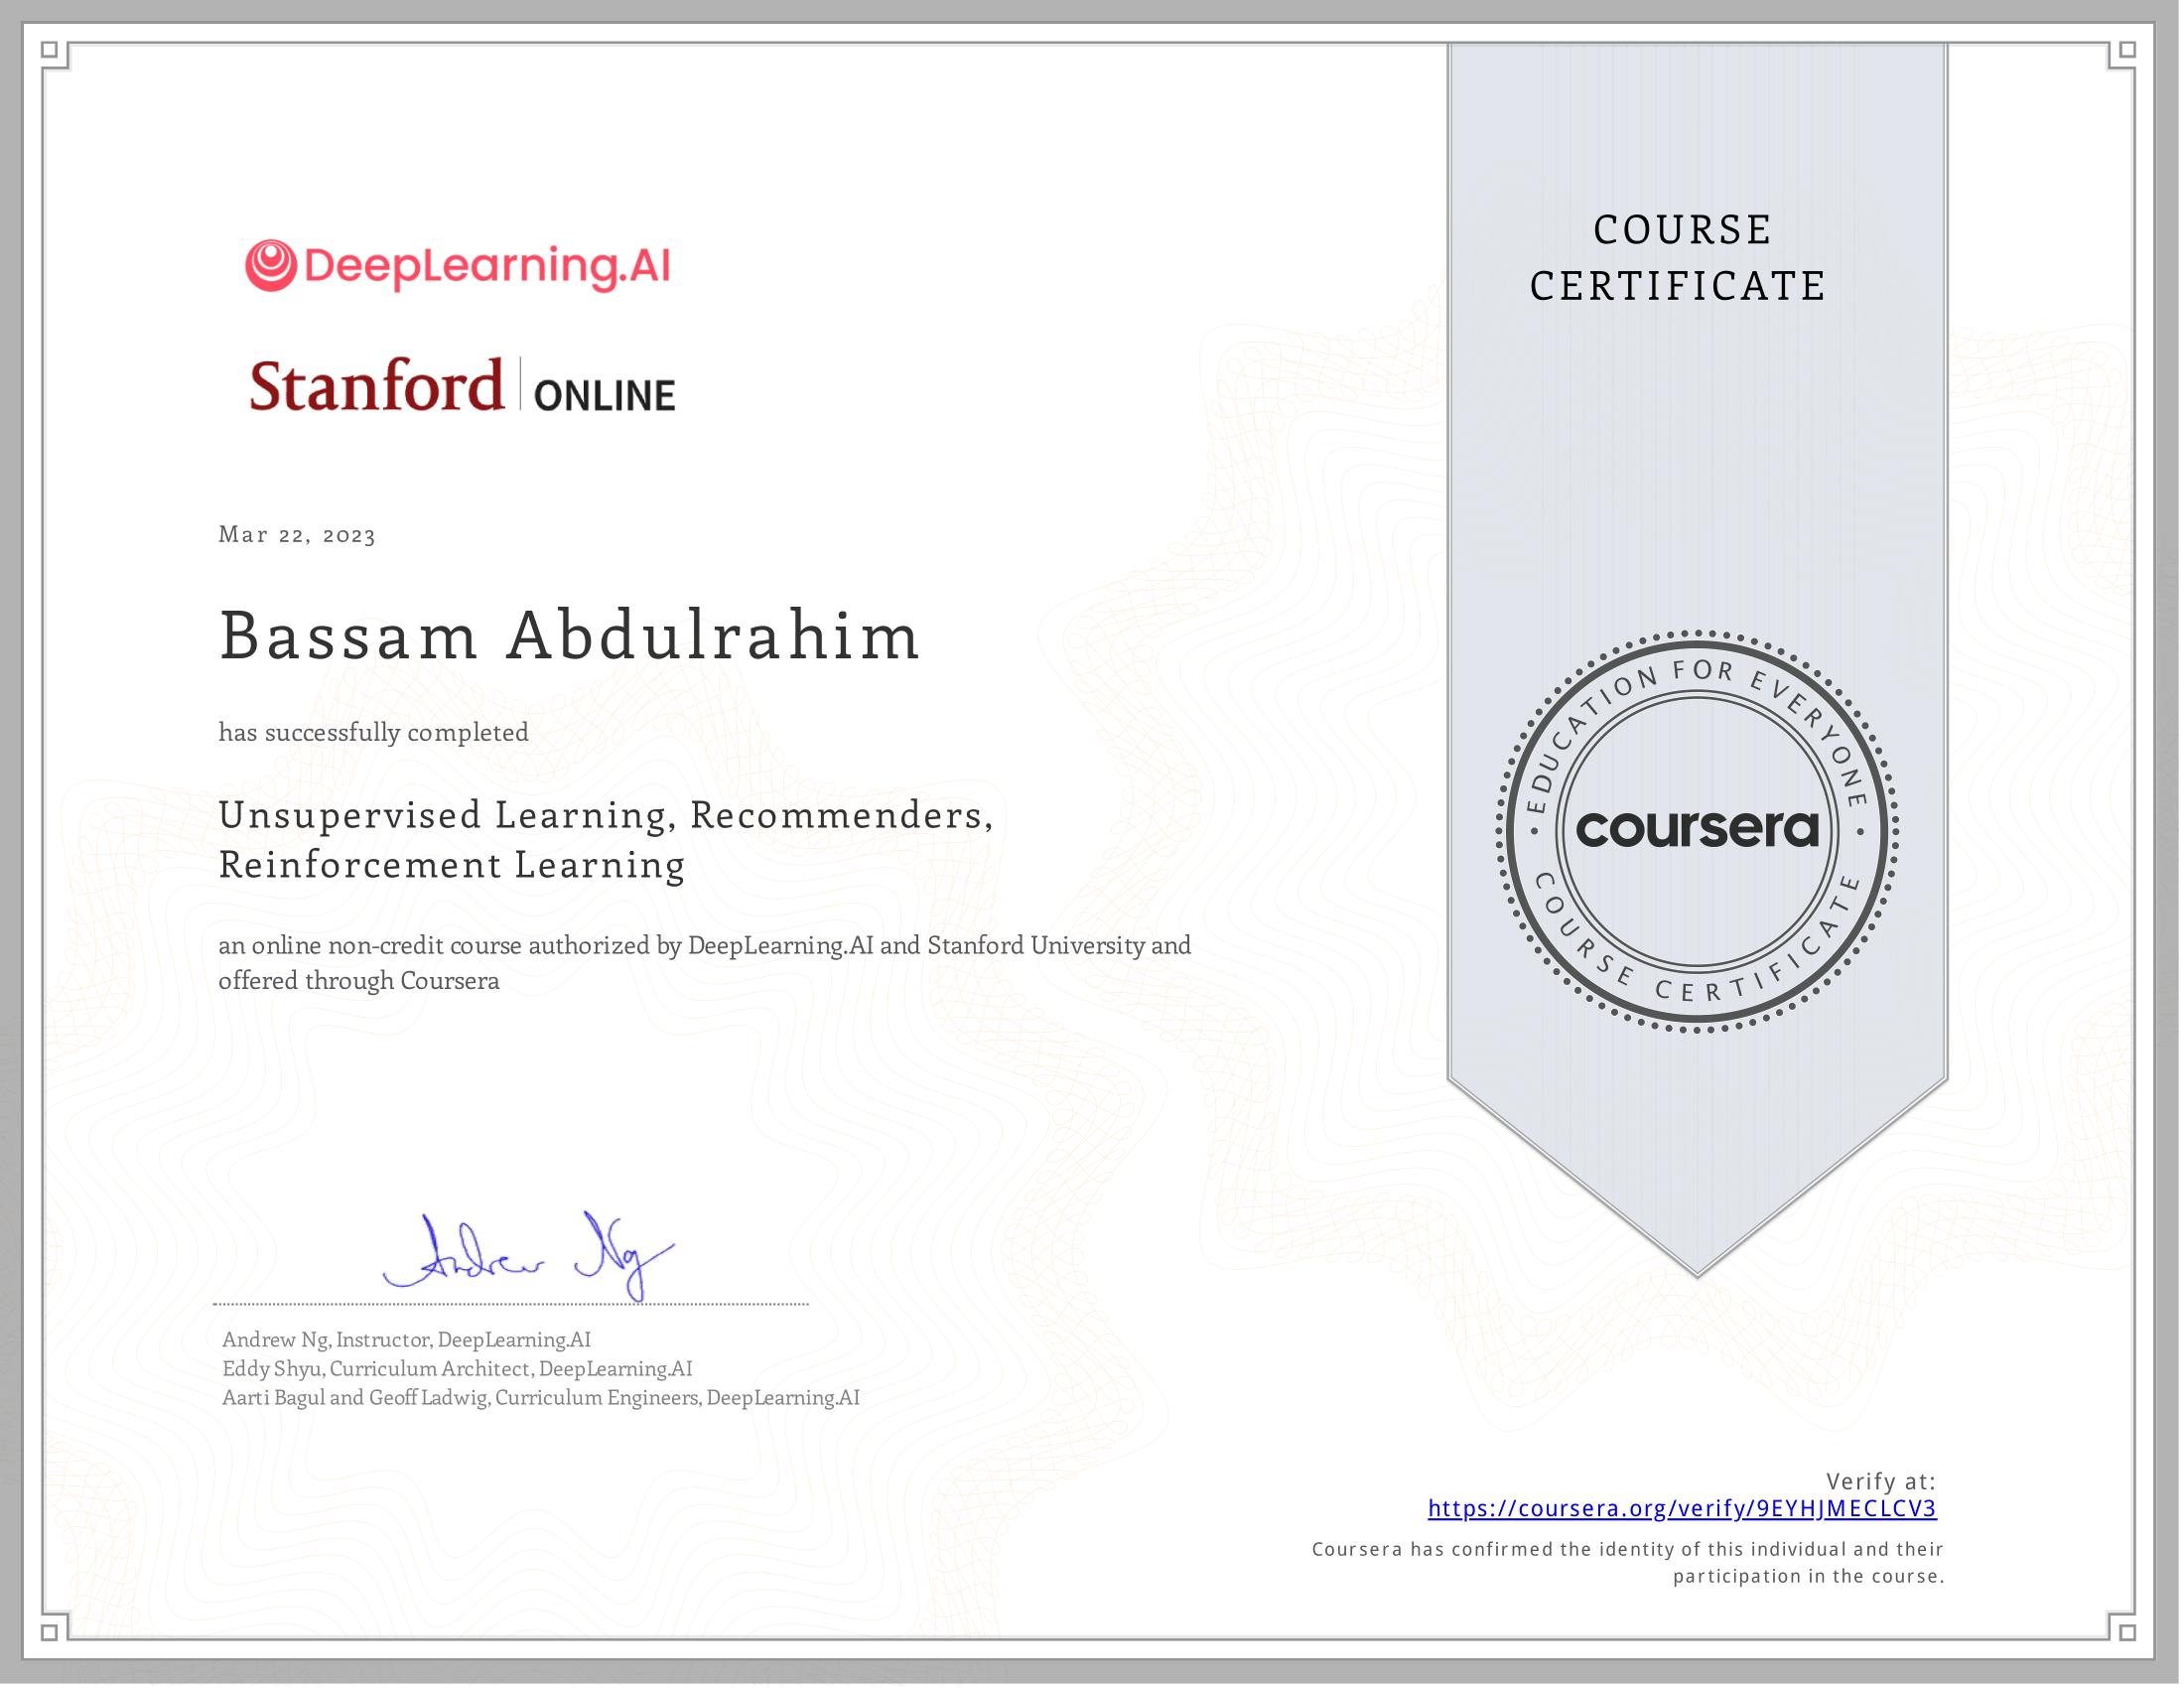 DeepLearning.AI
Stanford ONLINE
COURSE
CERTIFICATE
Mar 22, 2023
Bassam Abdulrahim
has successfully completed
Unsupervised Learning, Recommenders,
Reinforcement Learning
an online non-credit course authorized by DeepLearning.AI and Stanford University and
offered through Coursera
EDUCATION FOR EVERYONE
coursera
COURSE CERTIFICATE
Andrew Ng
Andrew Ng, Instructor, DeepLearning.AI
Eddy Shyu, Curriculum Architect, DeepLearning.AI
Aarti Bagul and Geoff Ladwig, Curriculum Engineers, DeepLearning.AI
Verify at:
https://coursera.org/verify/9EYHJMECLCV3
Coursera has confirmed the identity of this individual and their
participation in the course.